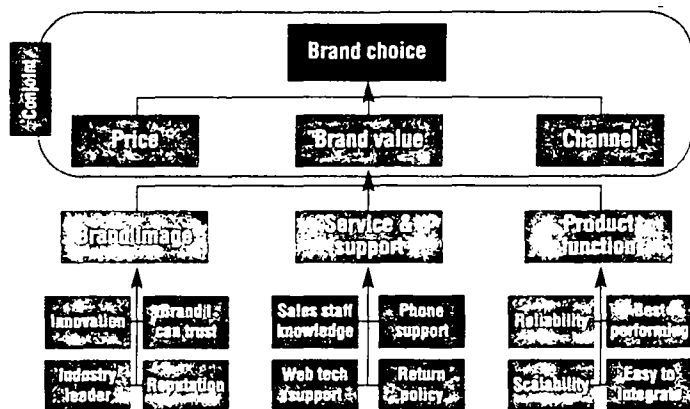 Brand choice
Conjoint
Price
Brand value
Channel
Brand image
Service &
support
Product
function
Innovation
Brand I
can trust
Sales staff
knowledge
Phone
support
Reliability
Best
performing
Industry
leader
Reputation
Web tech
support
Return
policy
Scalability
Easy to
integrate